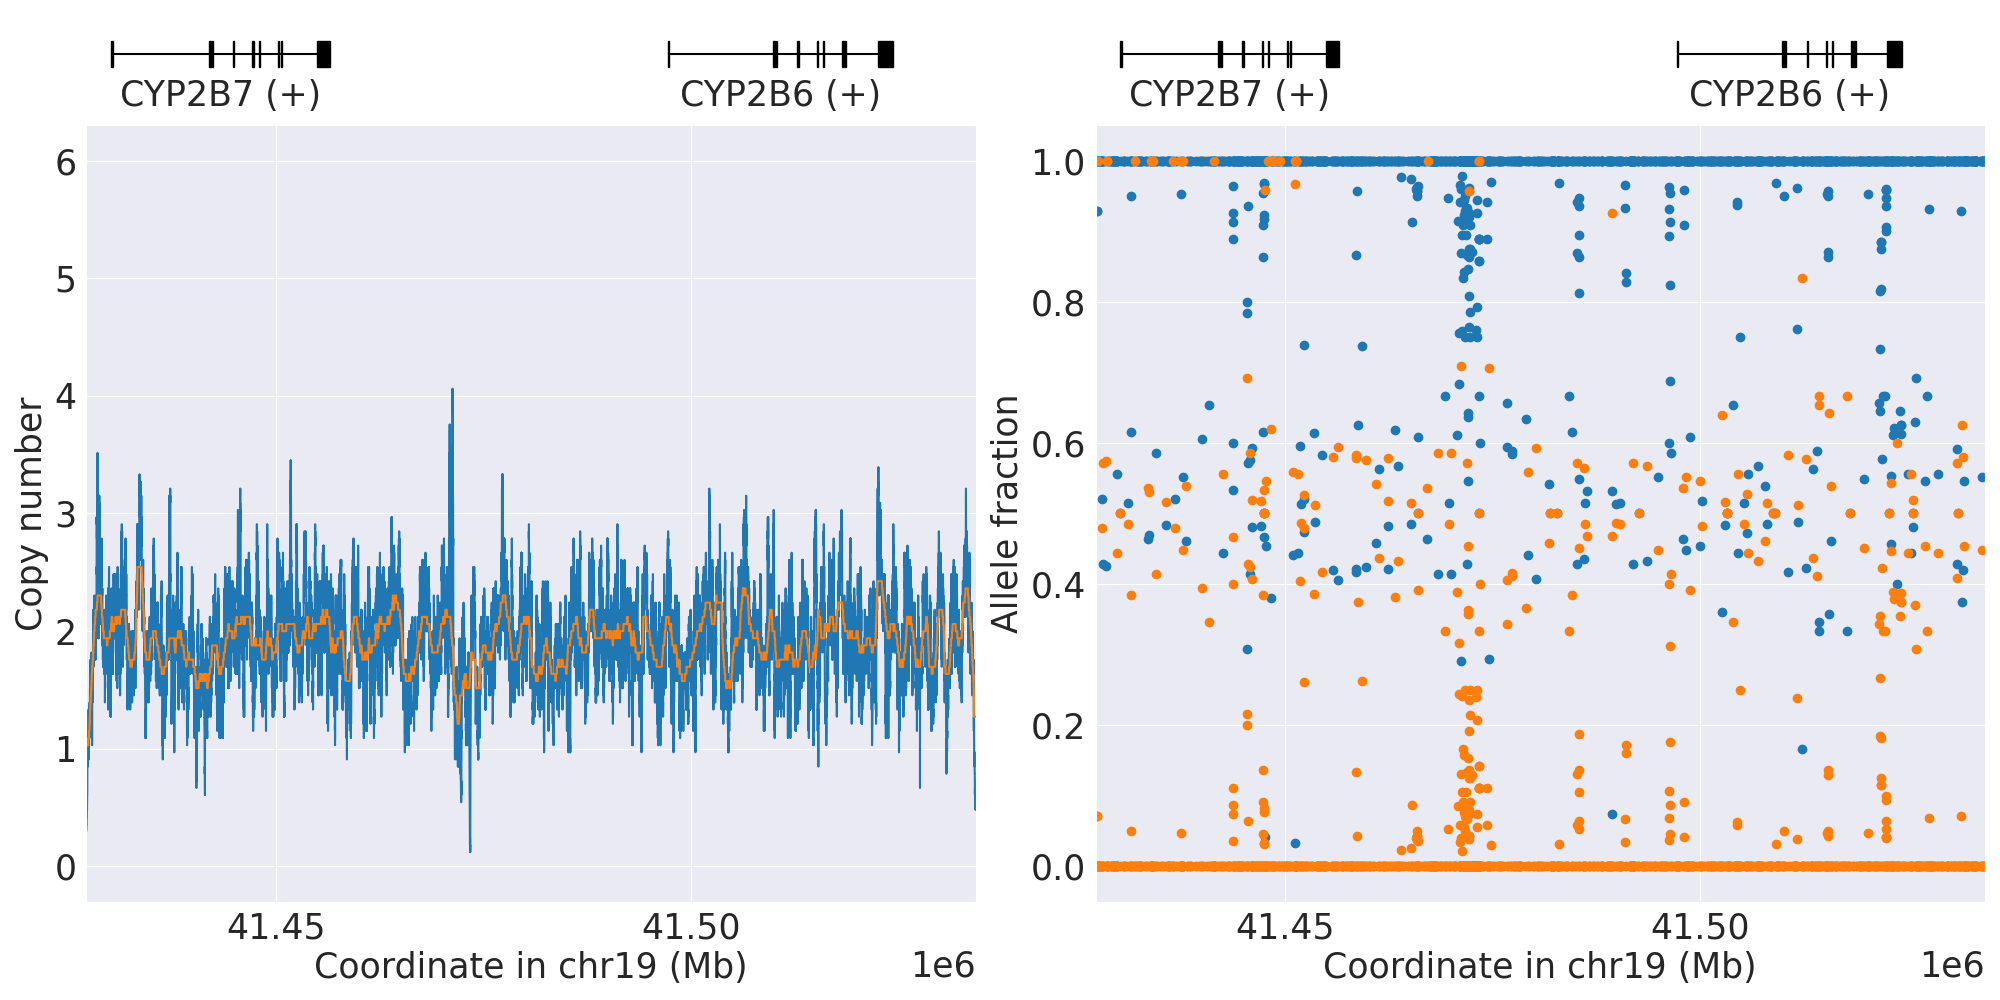 CYP2B7 (+)
CYP2B6 (+)
CYP2B7 (+)
CYP2B6 (+)
6
5
4
3
2
1
0
Copy number
41.45
41.50
Coordinate in chr19 (Mb)
1e6
1.0
0.8
0.6
0.4
0.2
0.0
Allele fraction
41.45
41.50
Coordinate in chr19 (Mb)
1e6